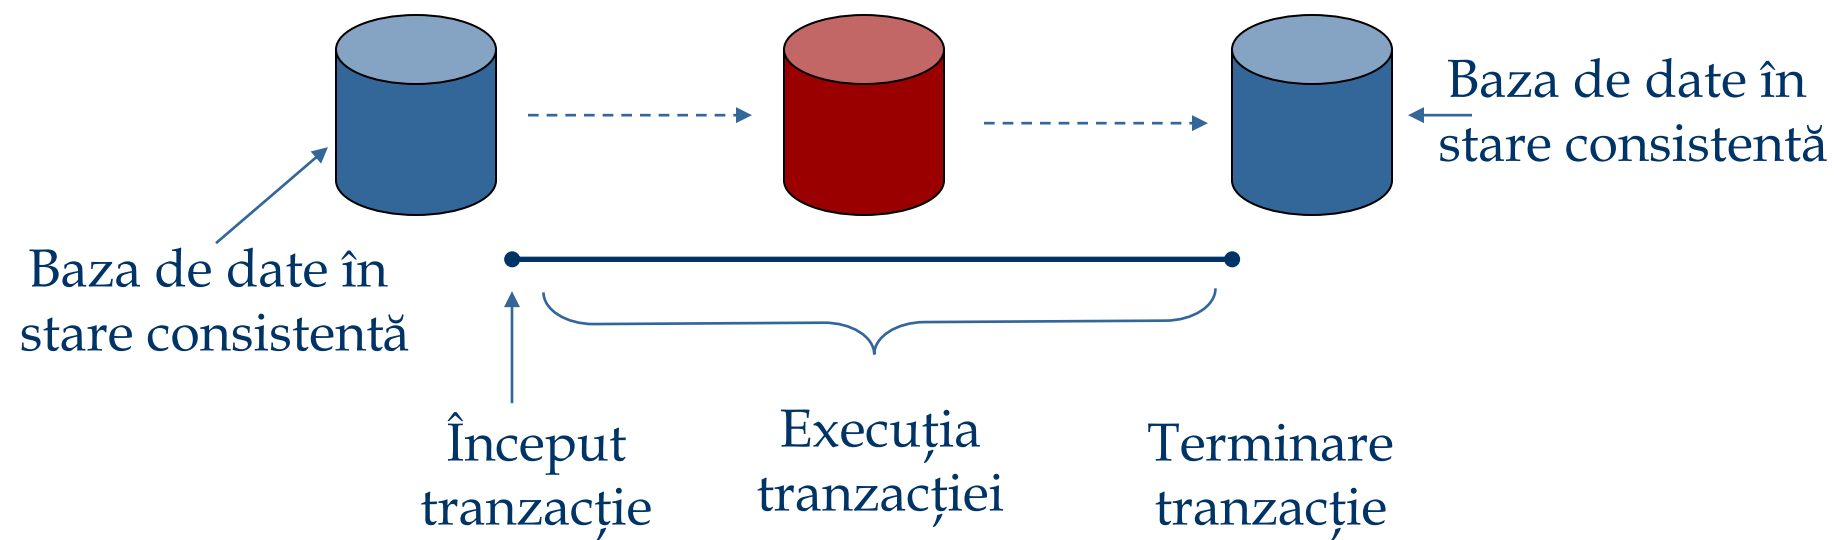 Baza de date în
stare consistentă
Baza de date în
stare consistentă
Început
tranzacție
Execuția
tranzacției
Terminare
tranzacție